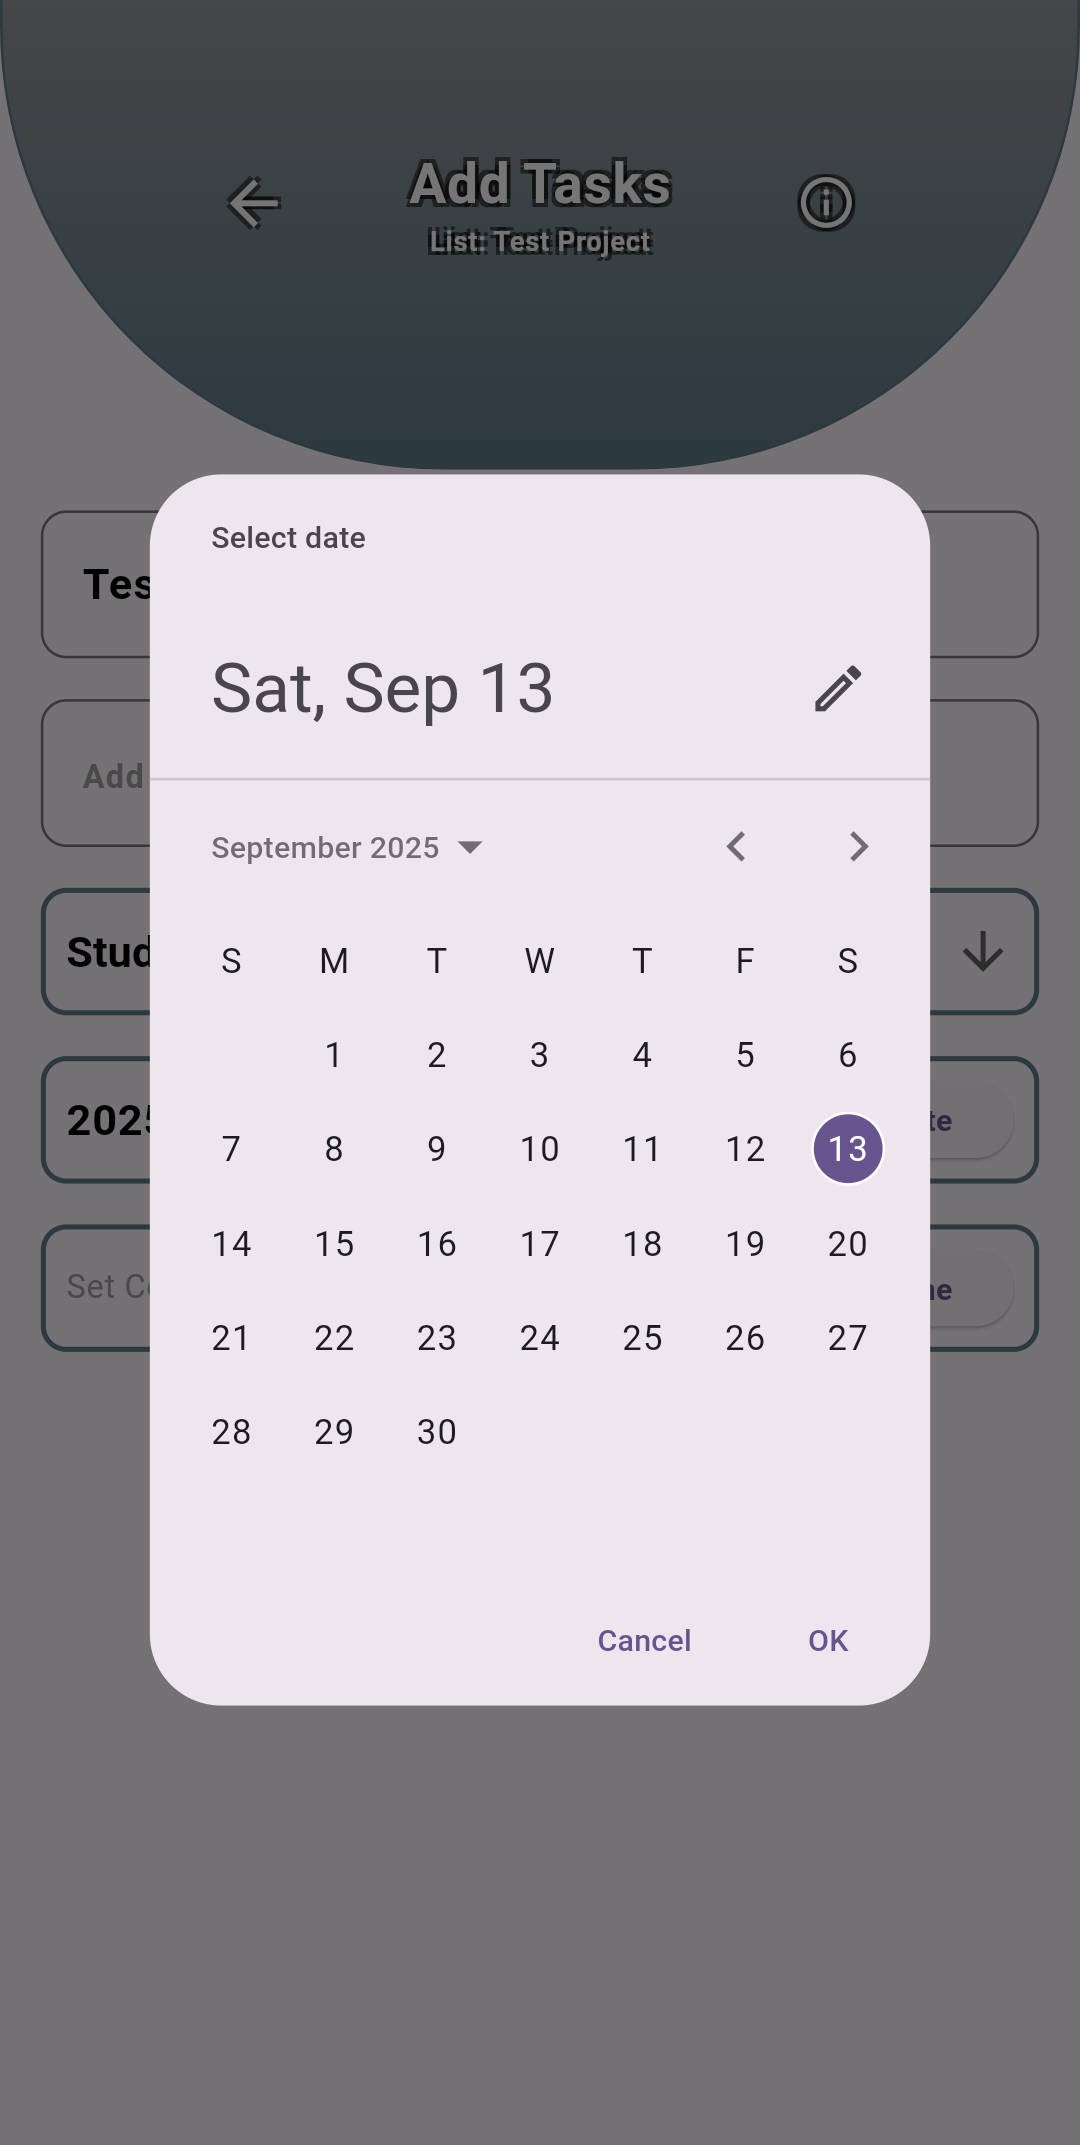 Add Tasks
List: Test Project
Select date
Tes
Sat, Sep 13
Add
September 2025
S M T W T F S
Stud
1 2 3 4 5 6
2025
7 8 9 10 11 12 13
te
14 15 16 17 18 19 20
Set Co
ne
21 22 23 24 25 26 27
28 29 30
Cancel OK